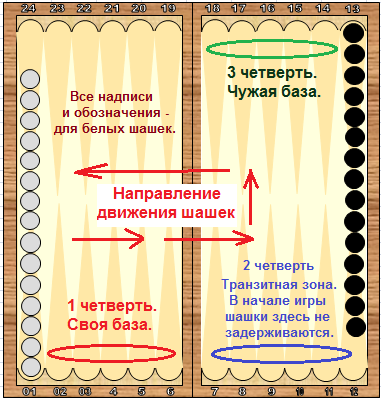 24 23 22 21 20 19 18 17 16 15 14 13
Все надписи
и обозначения -
для белых шашек.
3 четверть.
Чужая база.
Направление
движения шашек
1 четверть.
Своя база.
2 четверть
Транзитная зона.
В начале игры
шашки здесь не
задерживаются.
01 02 03 4 5 6 7 8 9 10 11 12